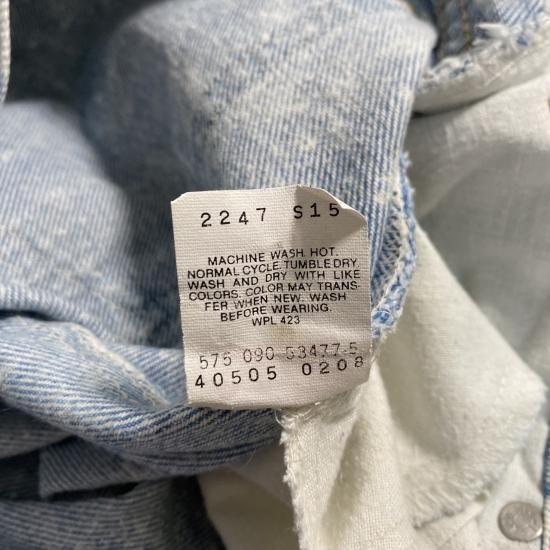 2247 S15
MACHINE WASH HOT.
NORMAL CYCLE. TUMBLE DRY
WASH AND DRY WITH LIKE
COLORS. COLOR MAY TRANS-
FER WHEN NEW. WASH
BEFORE WEARING.
WPL 423
575 090 53477-5
40505 0208